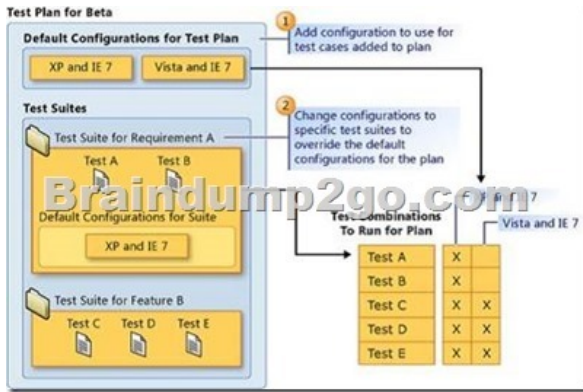 Test Plan for Beta
Default Configurations for Test Plan
XP and IE 7
Vista and IE 7
1
Add configuration to use for
test cases added to plan
Test Suites
Test Suite for Requirement A
Test A
Test B
Default Configurations for Suite
XP and IE 7
2
Change configurations to
specific test suites to
override the default
configurations for the plan
Braindump2go.com
Test Combinations
To Run for Plan
7
Vista and IE 7
Test A X
Test B X
Test C X X
Test D X X
Test E X X
Test Suite for Feature B
Test C
Test D
Test E